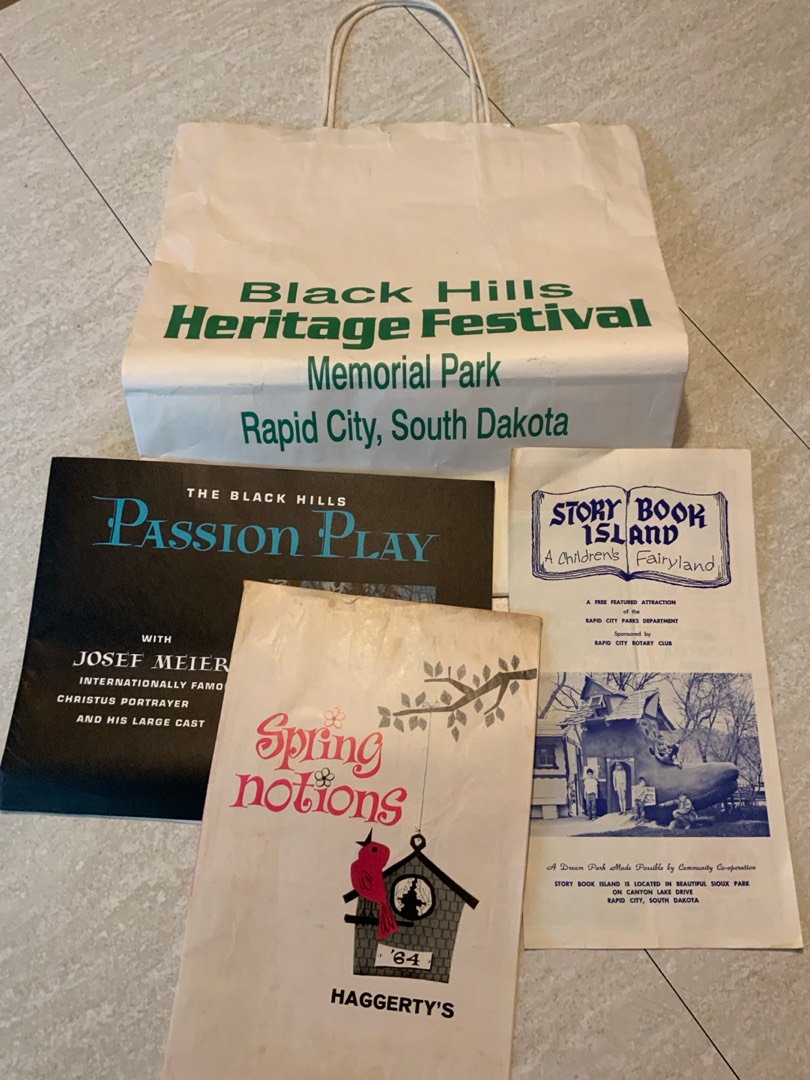 Black Hills
Heritage Festival
Memorial Park
Rapid City, South Dakota
THE BLACK HILLS
PASSION PLAY
WITH
JOSEF MEIER
INTERNATIONALLY FAMO
CHRISTUS PORTRAYER
AND HIS LARGE CAST
STORY BOOK
ISLAND
A Children's Fairyland
A FREE FEATURED ATTRACTION
of the
RAPID CITY PARKS DEPARTMENT
Sponsored by
RAPID CITY ROTARY CLUB
A Dream Park Made Possible by Community Co-operation
STORY BOOK ISLAND IS LOCATED IN BEAUTIFUL SIOUX PARK
ON CANYON LAKE DRIVE
RAPID CITY, SOUTH DAKOTA
Spring
notions
'64
HAGGERTY'S